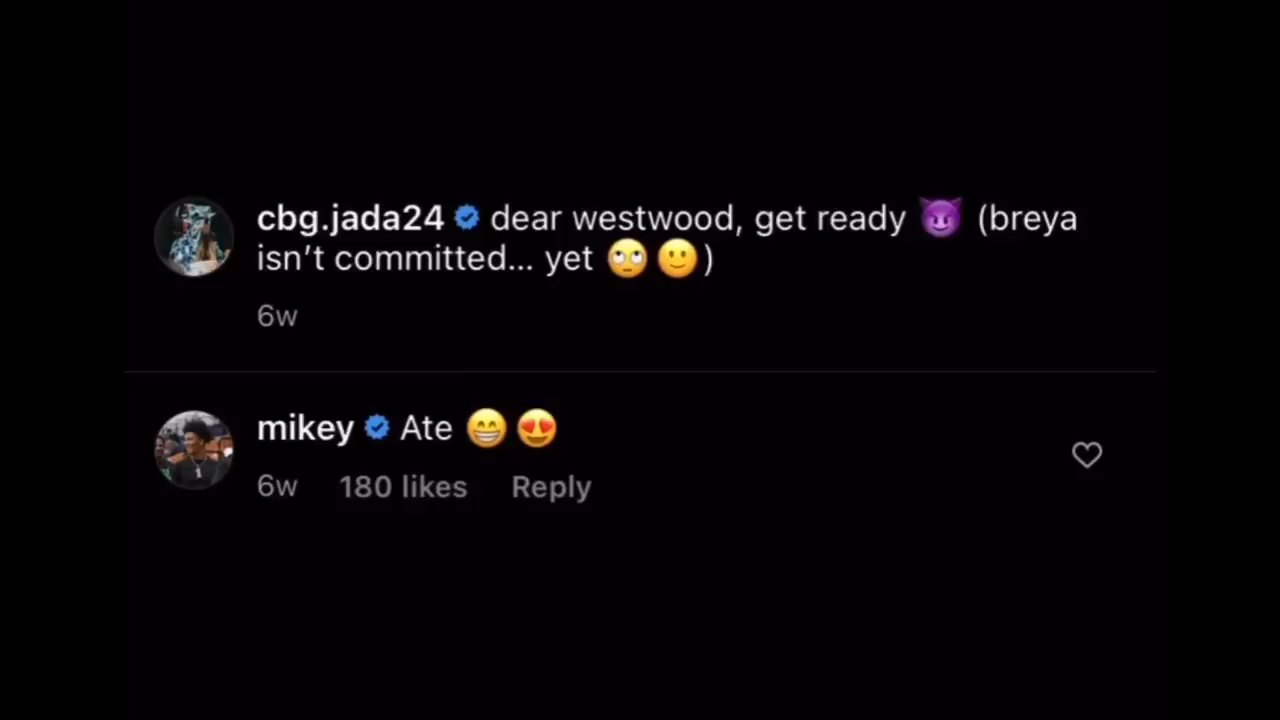 cbg.jada24 dear westwood, get ready 😈 (breya
isn’t committed... yet 🙄🙂)
6w
mikey Ate 😁😍
6w 180 likes Reply